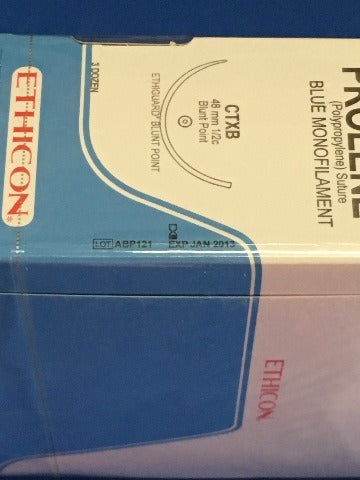 PROLENE
(Polypropylene) Suture
BLUE MONOFILAMENT
CTXB
48 mm 1/2c
Blunt Point
ETHIGUARD® BLUNT POINT
3 DOZEN
ETHICON®
LOT ABP121 EXP JAN 2013
ETHICON